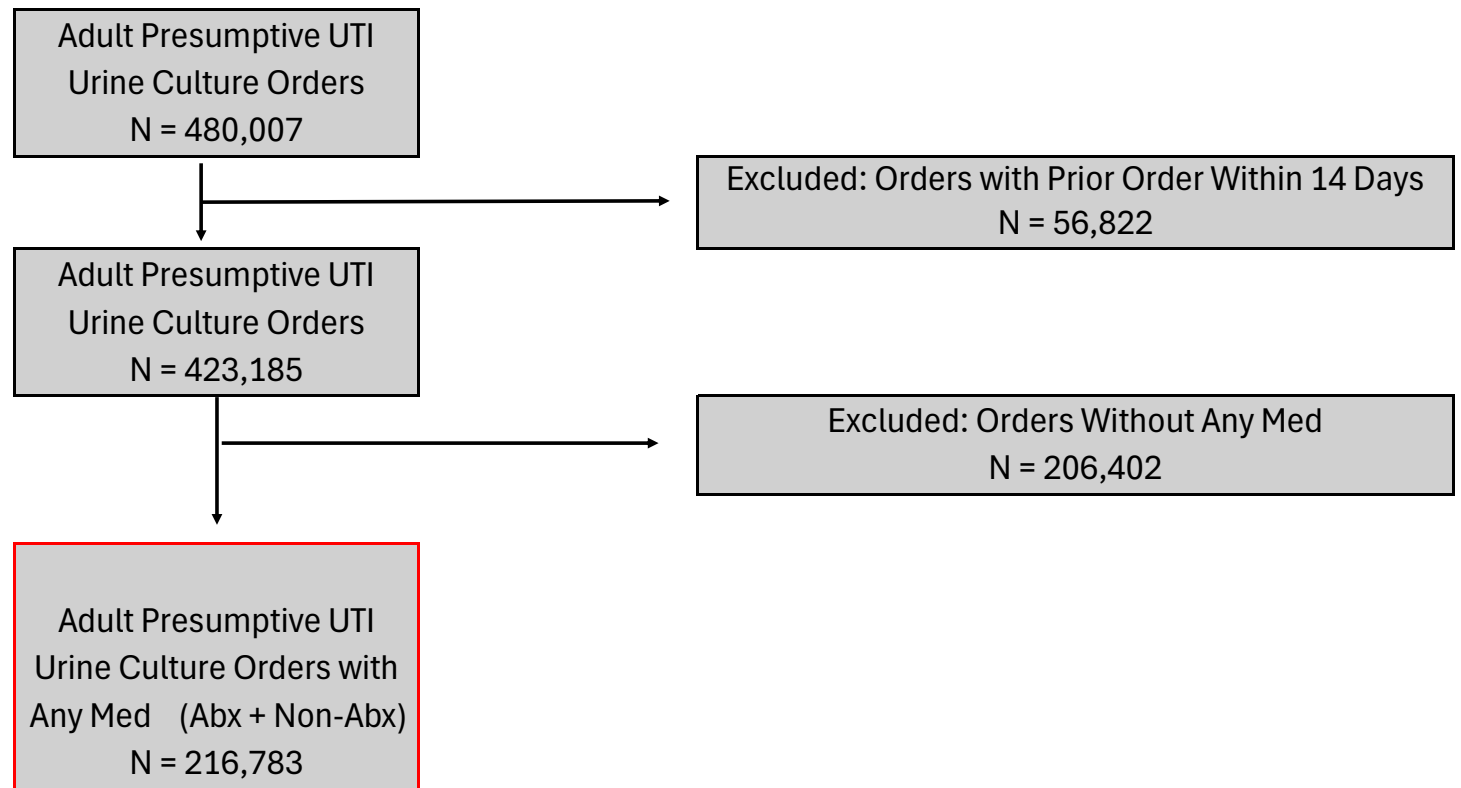 Adult Presumptive UTI
Urine Culture Orders
N = 480,007
Excluded: Orders with Prior Order Within 14 Days
N = 56,822
Adult Presumptive UTI
Urine Culture Orders
N = 423,185
Excluded: Orders Without Any Med
N = 206,402
Adult Presumptive UTI
Urine Culture Orders with
Any Med (Abx + Non-Abx)
N = 216,783